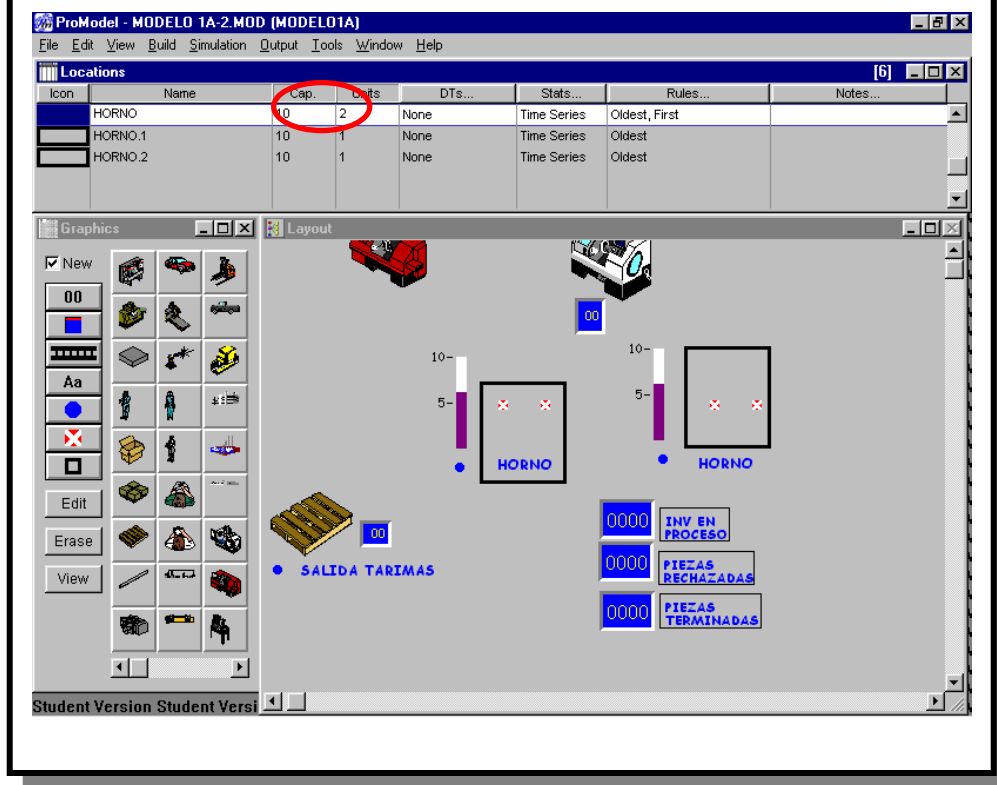 ProModel - MODELO 1A-2.MOD (MODELO1A)
File Edit View Build Simulation Output Tools Window Help
Locations [6]
Icon Name Cap. Units DTs... Stats... Rules... Notes...
HORNO 10 2 None Time Series Oldest, First
HORNO.1 10 1 None Time Series Oldest
HORNO.2 10 1 None Time Series Oldest
Graphics
Layout
New
00
Aa
Edit
Erase
View
00
10-
5-
HORNO
10-
5-
HORNO
00
SALIDA TARIMAS
0000 INV EN
PROCESO
0000 PIEZAS
RECHAZADAS
0000 PIEZAS
TERMINADAS
Student Version Student Versi